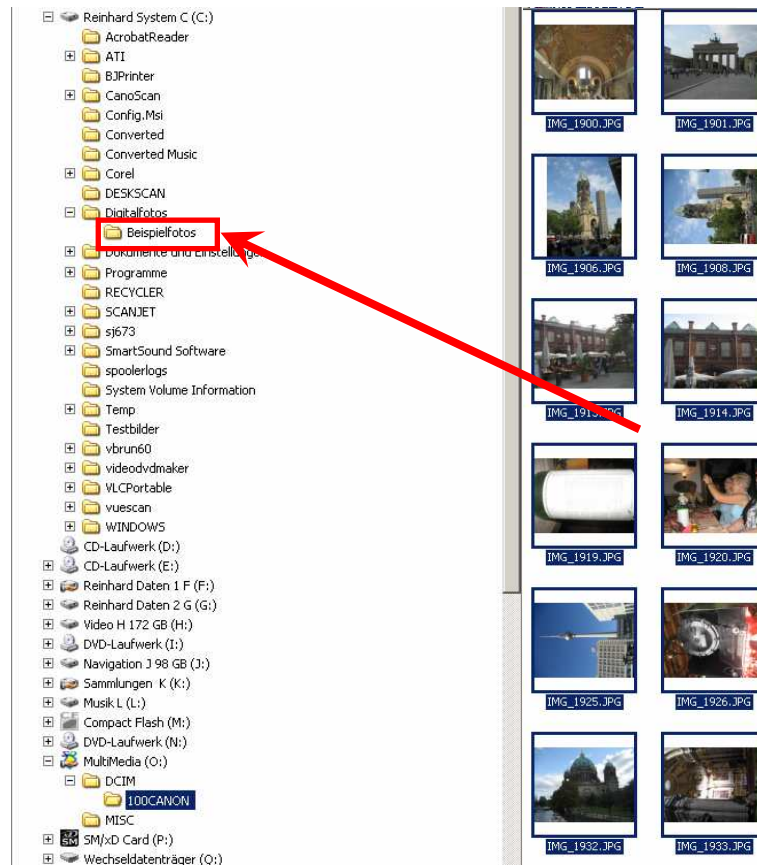 Reinhard System C (C:)
AcrobatReader
ATI
BJPrinter
CanoScan
Config.Msi
Converted
Converted Music
Corel
DESKSCAN
Digitalfotos
Beispielfotos
Dokumente und Einstellungen
Programme
RECYCLER
SCANJET
sj673
SmartSound Software
spoolerlogs
System Volume Information
Temp
Testbilder
vbrun60
videodvdmaker
VLCPortable
vuescan
WINDOWS
CD-Laufwerk (D:)
CD-Laufwerk (E:)
Reinhard Daten 1 F (F:)
Reinhard Daten 2 G (G:)
Video H 172 GB (H:)
DVD-Laufwerk (I:)
Navigation J 98 GB (J:)
Sammlungen K (K:)
Musik L (L:)
Compact Flash (M:)
DVD-Laufwerk (N:)
MultiMedia (O:)
DCIM
100CANON
MISC
SM/xD Card (P:)
Wechseldatenträger (Q:)
IMG_1900.JPG IMG_1901.JPG
IMG_1906.JPG IMG_1908.JPG
IMG_1914.JPG
IMG_1919.JPG IMG_1920.JPG
IMG_1925.JPG IMG_1926.JPG
IMG_1932.JPG IMG_1933.JPG